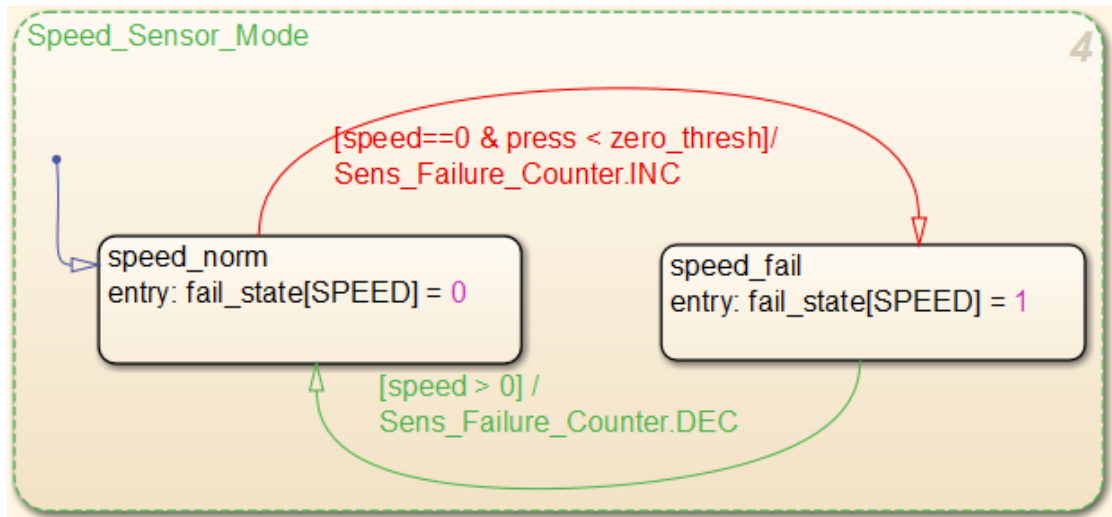 Speed_Sensor_Mode
4
[speed==0 & press < zero_thresh]/
Sens_Failure_Counter.INC
speed_norm
entry: fail_state[SPEED] = 0
speed_fail
entry: fail_state[SPEED] = 1
[speed > 0] /
Sens_Failure_Counter.DEC